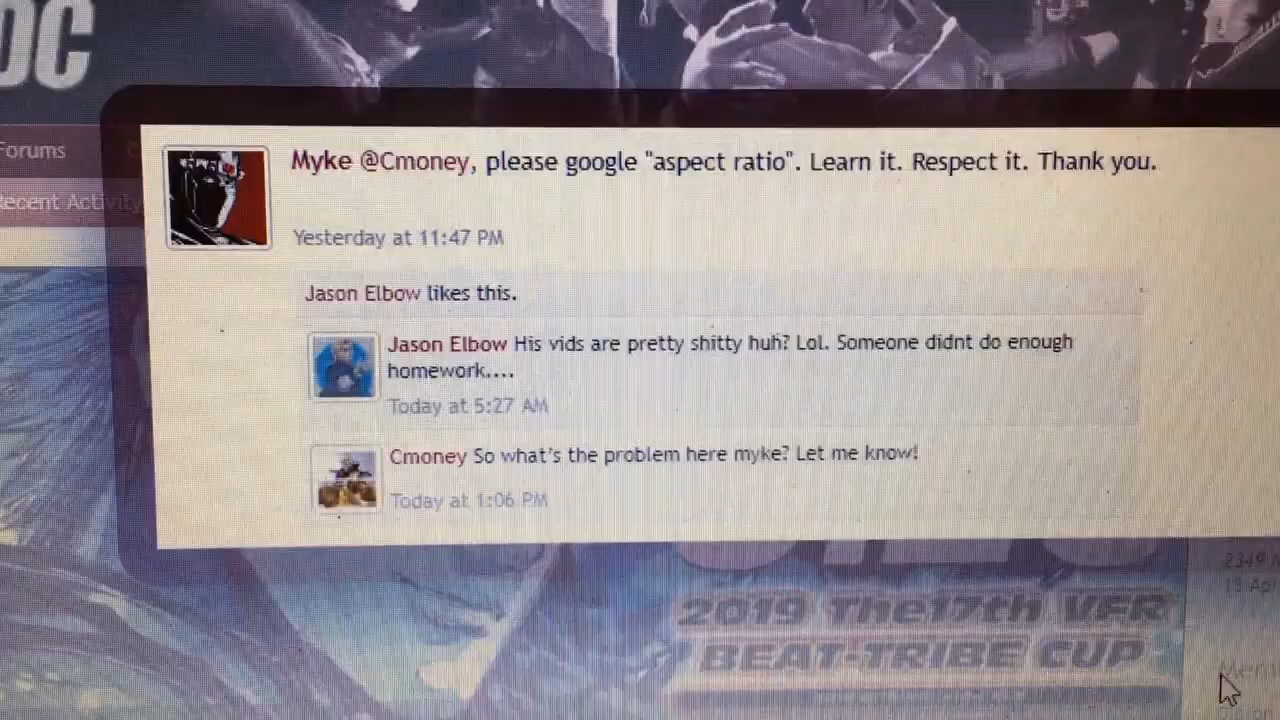 DC
Forums
Recent Activity
Myke @Cmoney, please google "aspect ratio". Learn it. Respect it. Thank you.
Yesterday at 11:47 PM
Jason Elbow likes this.
Jason Elbow His vids are pretty shitty huh? Lol. Someone didnt do enough
homework....
Today at 5:27 AM
Cmoney So what's the problem here myke? Let me know!
Today at 1:06 PM
2019 The17th VFR
BEAT-TRIBE CUP